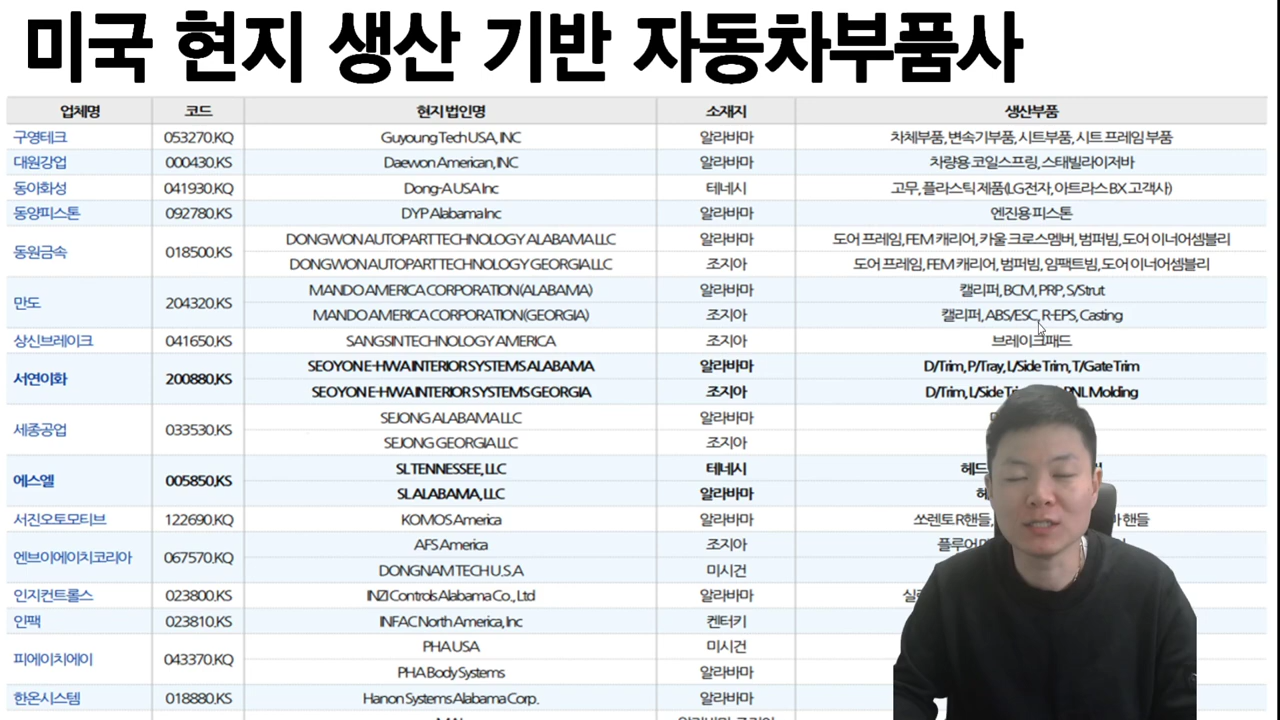 미국 현지 생산 기반 자동차부품사
업체명 코드 현지 법인명 소재지 생산부품
구영테크 053270.KQ Guyoung Tech USA, INC 알라바마 차체부품, 변속기부품, 시트부품, 시트 프레임 부품
대원강업 000430.KS Daewon American, INC 알라바마 차량용 코일스프링, 스태빌라이저바
동아화성 041930.KQ Dong-A USA Inc 테네시 고무, 플라스틱 제품(LG전자, 아트라스BX 고객사)
동양피스톤 092780.KS DYP Alabama Inc 알라바마 엔진용 피스톤
동원금속 018500.KS DONGWON AUTOPART TECHNOLOGY ALABAMA LLC 알라바마 도어 프레임, FEM 캐리어, 카울 크로스멤버, 범퍼빔, 도어 이너어셈블리
DONGWON AUTOPART TECHNOLOGY GEORGIA LLC 조지아 도어 프레임, FEM 캐리어, 범퍼빔, 임팩트빔, 도어 이너어셈블리
만도 204320.KS MANDO AMERICA CORPORATION(ALABAMA) 알라바마 캘리퍼, BCM, PRP, S/Strut
MANDO AMERICA CORPORATION(GEORGIA) 조지아 캘리퍼, ABS/ESC, R-EPS, Casting
상신브레이크 041650.KS SANGSIN TECHNOLOGY AMERICA 조지아 브레이크패드
서연이화 200880.KS SEOYON E-HWA INTERIOR SYSTEMS ALABAMA 알라바마 D/Trim, P/Tray, L/Side Trim, T/Gate Trim
SEOYON E-HWA INTERIOR SYSTEMS GEORGIA 조지아 D/Trim, L/Side PNL Molding
세종공업 033530.KS SEJONG ALABAMA LLC 알라바마
SEJONG GEORGIA LLC 조지아
에스엘 005850.KS SL TENNESSEE, LLC 테네시
SL ALABAMA, LLC 알라바마
서진오토모티브 122690.KQ KOMOS America 알라바마 쏘렌토 R핸들, 핸들
엔브이에이치코리아 067570.KQ AFS America 조지아
DONGNAM TECH U.S.A 미시건
인지컨트롤스 023800.KS INZI Controls Alabama Co., Ltd 알라바마
인팩 023810.KS INFAC North America, Inc 켄터키
피에이치에이 043370.KQ PHA USA 미시건
PHA Body Systems 알라바마
한온시스템 018880.KS Hanon Systems Alabama Corp. 알라바마